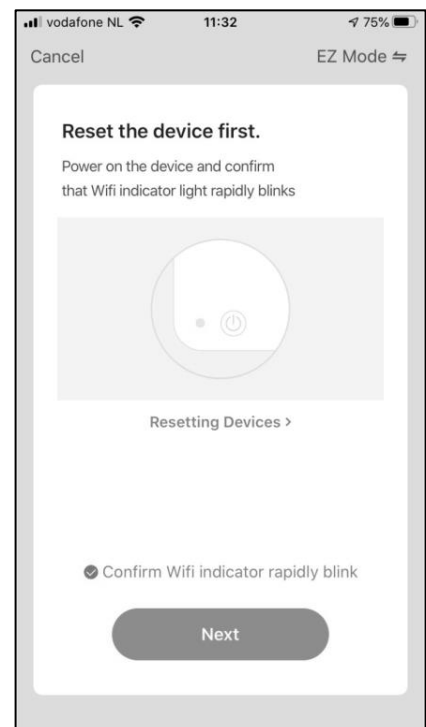 vodafone NL 11:32 75%
Cancel EZ Mode ⇋
Reset the device first.
Power on the device and confirm
that Wifi indicator light rapidly blinks
Resetting Devices >
Confirm Wifi indicator rapidly blink
Next